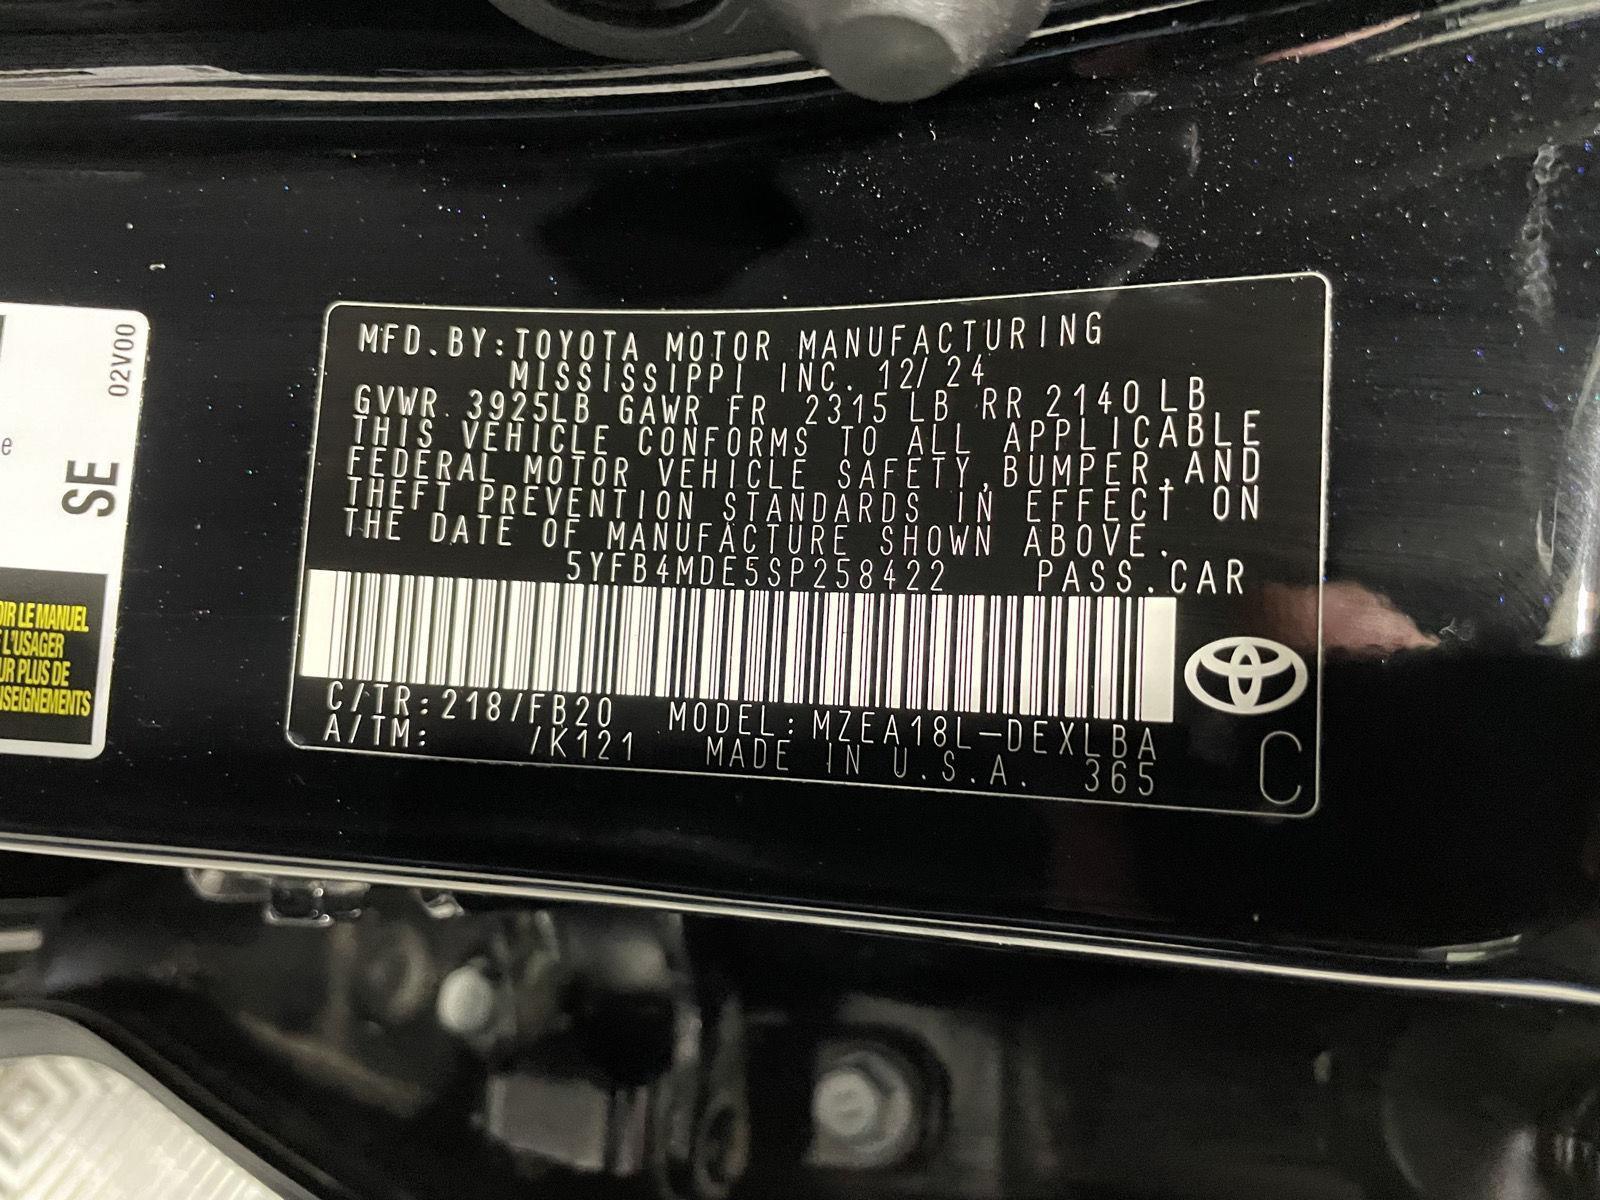 02V00
e
SE
OIR LE MANUEL
L'USAGER
UR PLUS DE
NSEIGNEMENTS
MFD.BY:TOYOTA MOTOR MANUFACTURING
MISSISSIPPI INC. 12/24
GVWR 3925LB GAWR FR 2315 LB RR 2140 LB
THIS VEHICLE CONFORMS TO ALL APPLICABLE
FEDERAL MOTOR VEHICLE SAFETY,BUMPER,AND
THEFT PREVENTION STANDARDS IN EFFECT ON
THE DATE OF MANUFACTURE SHOWN ABOVE.
5YFB4MDE5SP258422 PASS.CAR
C/TR:218/FB20 MODEL:MZEA18L-DEXLBA
A/TM: /K121 MADE IN U.S.A. 365
C